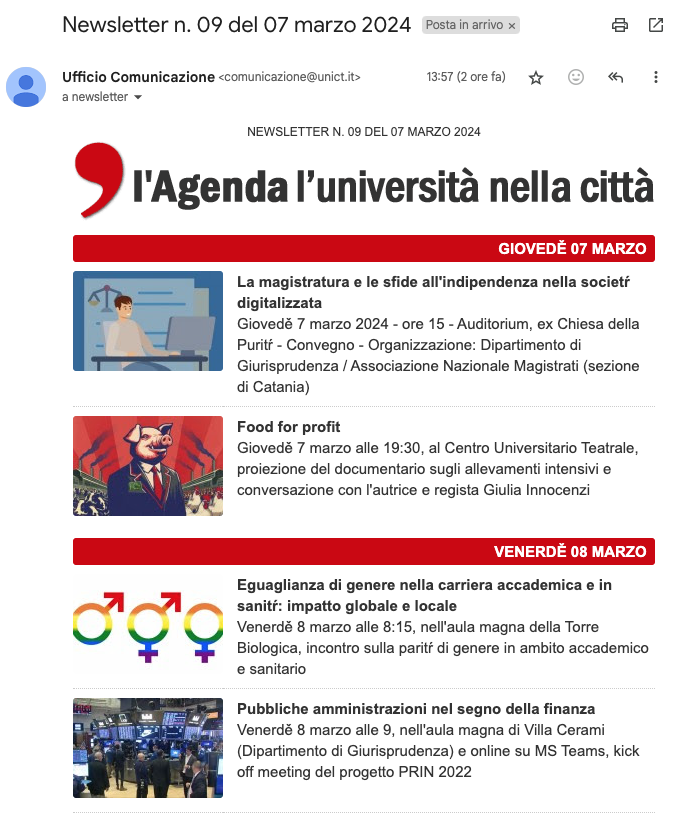 Newsletter n. 09 del 07 marzo 2024 Posta in arrivo ×
Ufficio Comunicazione <comunicazione@unict.it> 13:57 (2 ore fa)
a newsletter
NEWSLETTER N. 09 DEL 07 MARZO 2024
l'Agenda l'università nella città
GIOVEDĚ 07 MARZO
La magistratura e le sfide all'indipendenza nella societŕ
digitalizzata
Giovedě 7 marzo 2024 - ore 15 - Auditorium, ex Chiesa della
Puritŕ - Convegno - Organizzazione: Dipartimento di
Giurisprudenza / Associazione Nazionale Magistrati (sezione
di Catania)
Food for profit
Giovedě 7 marzo alle 19:30, al Centro Universitario Teatrale,
proiezione del documentario sugli allevamenti intensivi e
conversazione con l'autrice e regista Giulia Innocenzi
VENERDĚ 08 MARZO
Eguaglianza di genere nella carriera accademica e in
sanitŕ: impatto globale e locale
Venerdě 8 marzo alle 8:15, nell'aula magna della Torre
Biologica, incontro sulla paritŕ di genere in ambito accademico
e sanitario
Pubbliche amministrazioni nel segno della finanza
Venerdě 8 marzo alle 9, nell'aula magna di Villa Cerami
(Dipartimento di Giurisprudenza) e online su MS Teams, kick
off meeting del progetto PRIN 2022